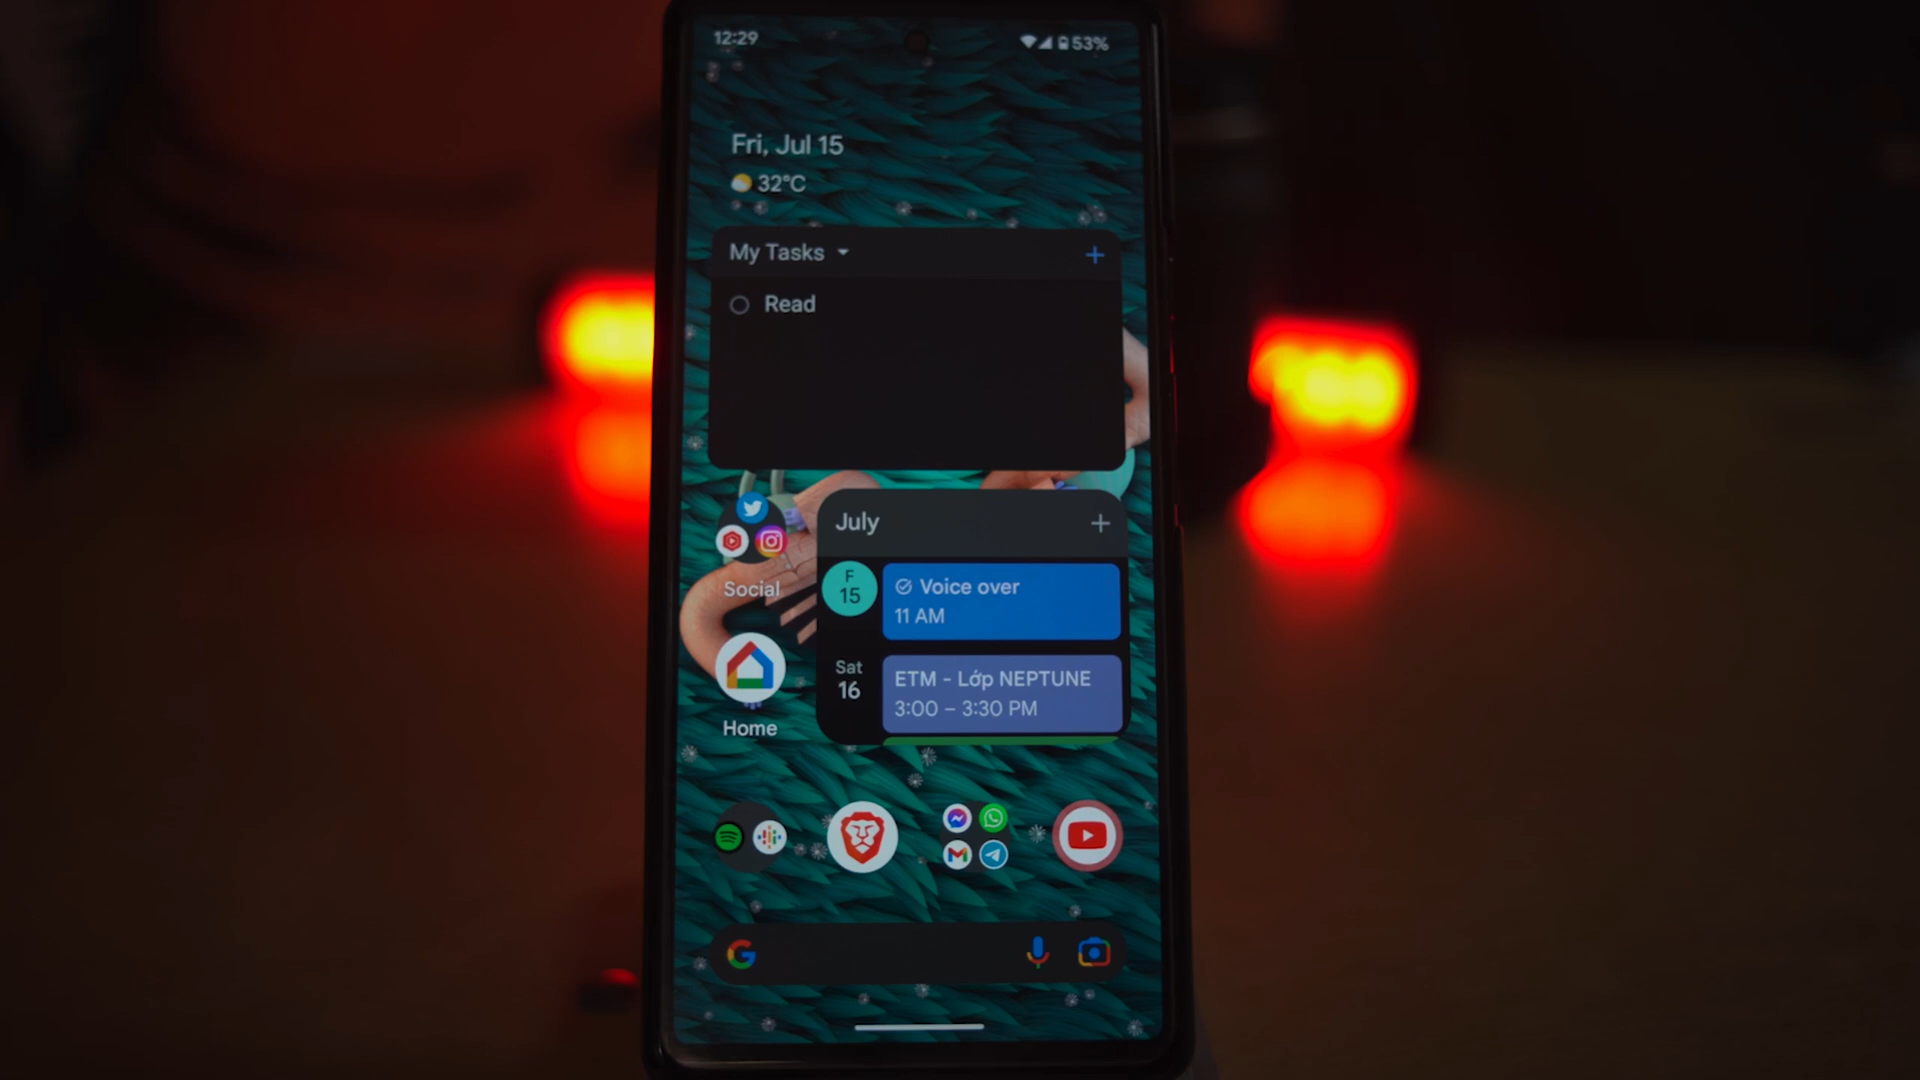 12:29
53%
Fri, Jul 15
32°C
My Tasks
Read
July
F
15
Voice over
11 AM
Social
Sat
16
ETM - Lớp NEPTUNE
3:00 – 3:30 PM
Home